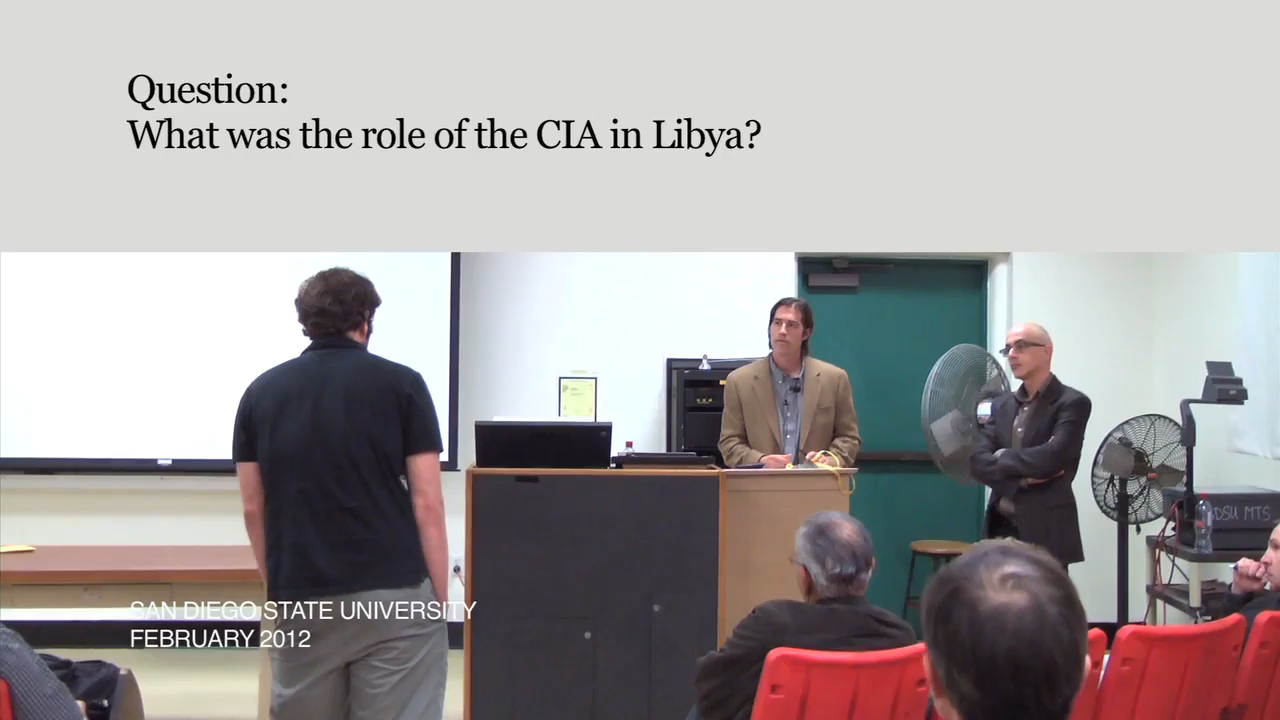 Question:
What was the role of the CIA in Libya?
SDSU MTS
SAN DIEGO STATE UNIVERSITY
FEBRUARY 2012